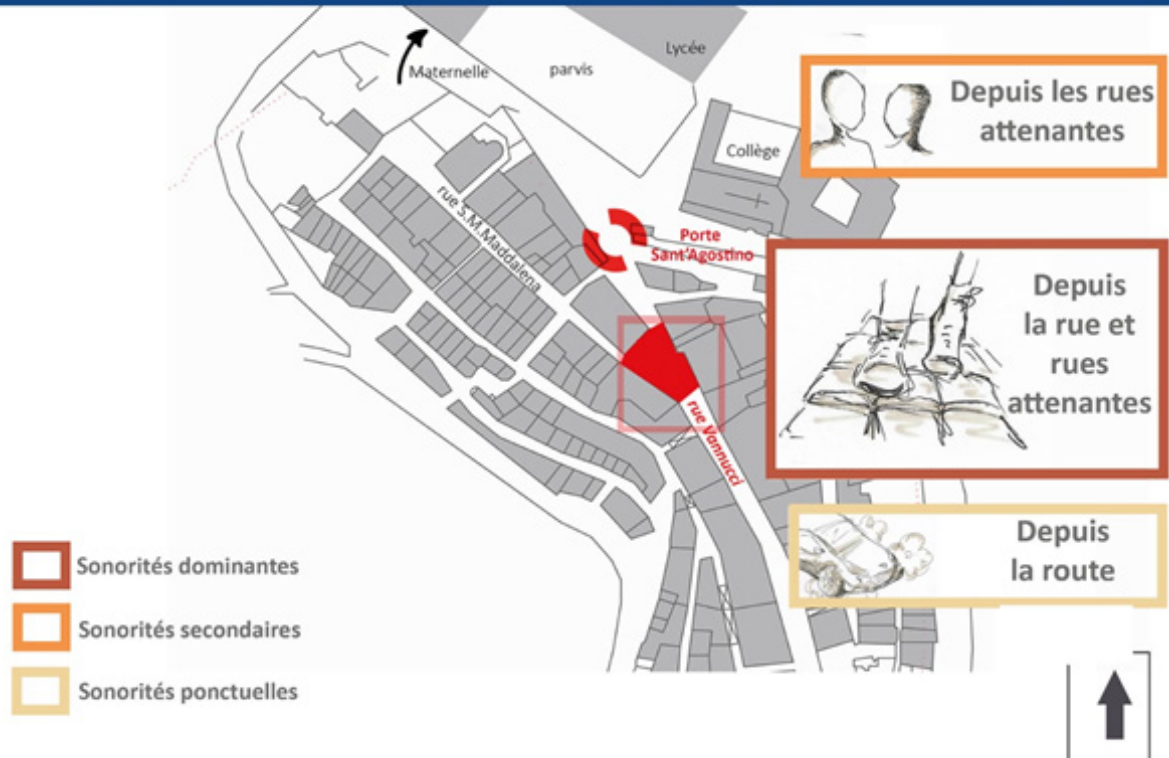 Lycée
Maternelle
parvis
Collège
rue S.M.Maddalena
Porte
Sant'Agostino
rue Vannucci
Depuis les rues
attenantes
Depuis
la rue et
rues
attenantes
Depuis
la route
Sonorités dominantes
Sonorités secondaires
Sonorités ponctuelles